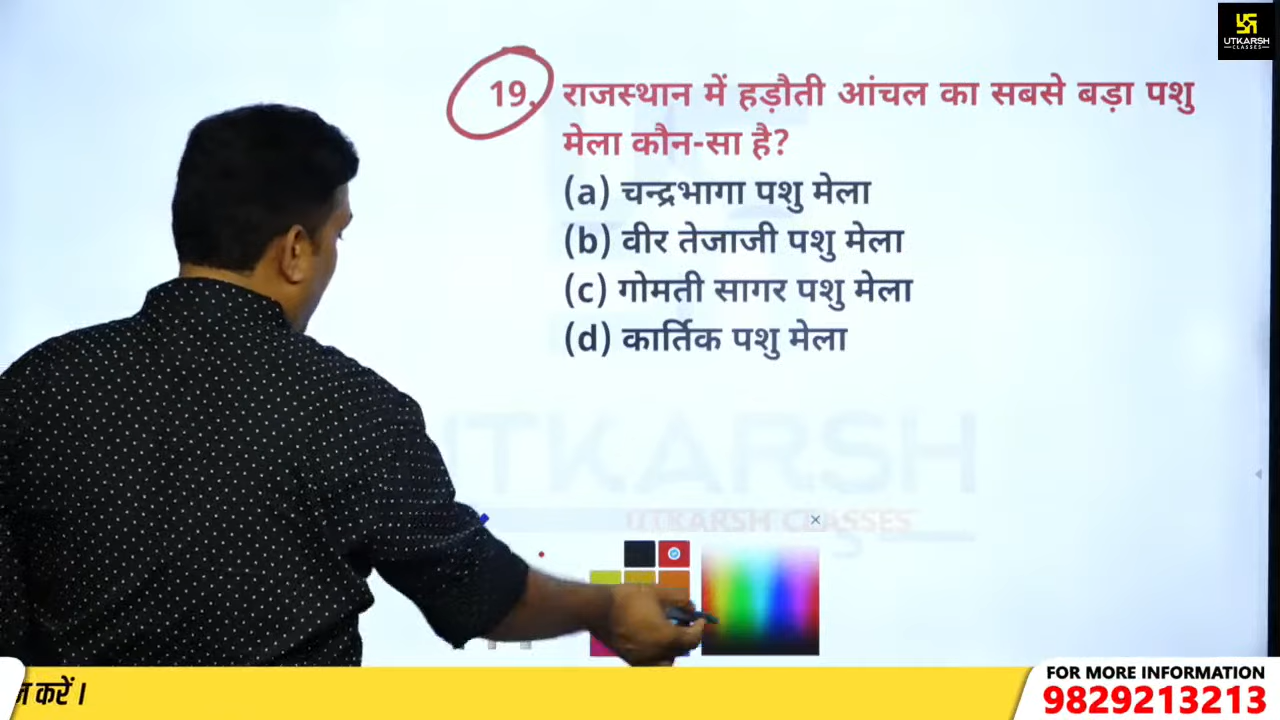 UTKARSH
CLASSES
19. राजस्थान में हड़ौती आंचल का सबसे बड़ा पशु
मेला कौन-सा है?
(a) चन्द्रभागा पशु मेला
(b) वीर तेजाजी पशु मेला
(c) गोमती सागर पशु मेला
(d) कार्तिक पशु मेला
UTKARSH
UTKARSH CLASSES
करें।
FOR MORE INFORMATION
9829213213